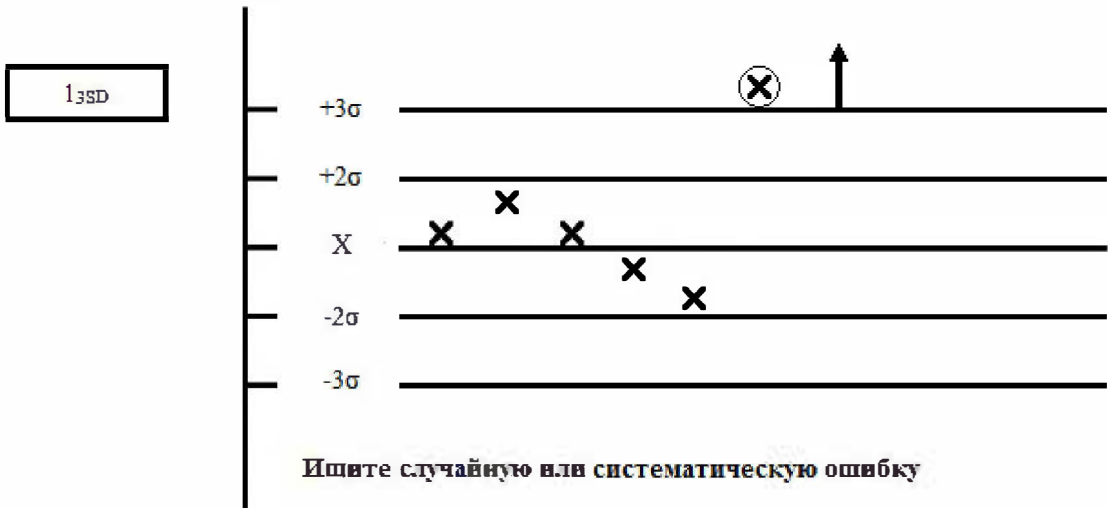 1₃SD
+3σ
+2σ
X
-2σ
-3σ
Ищите случайную или систематическую ошибку